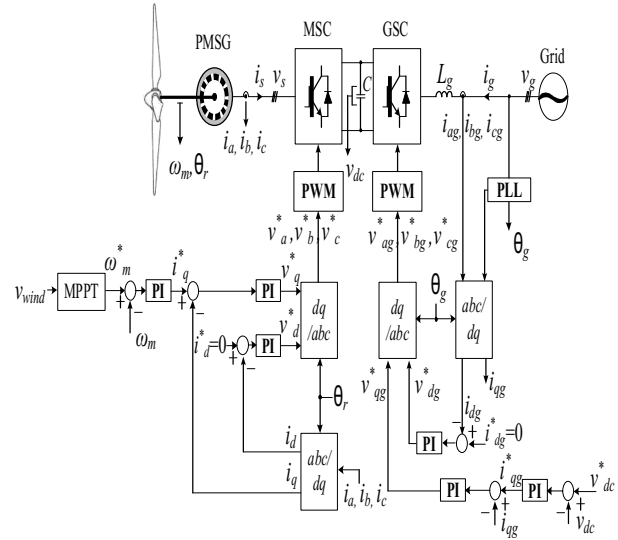 MSC
GSC
PMSG
Grid
i_s
v_s
C
L_g
i_g
v_g
i_a, i_b, i_c
i_ag, i_bg, i_cg
ω_m, θ_r
v_dc
PWM
PWM
PLL
v*_a, v*_b, v*_c
v*_ag, v*_bg, v*_cg
θ_g
v_wind
MPPT
ω*_m
+
−
PI
i*_q
+
−
PI
v*_q
ω_m
dq
/abc
dq
/abc
θ_g
abc/
dq
i*_d=0
+
−
PI
v*_d
v*_qg
v*_dg
i_qg
i_dg
θ_r
−
+
i*_dg=0
PI
i_d
i_q
abc/
dq
i_a, i_b, i_c
PI
i*_qg
+
−
i_qg
PI
v*_dc
−
+
v_dc